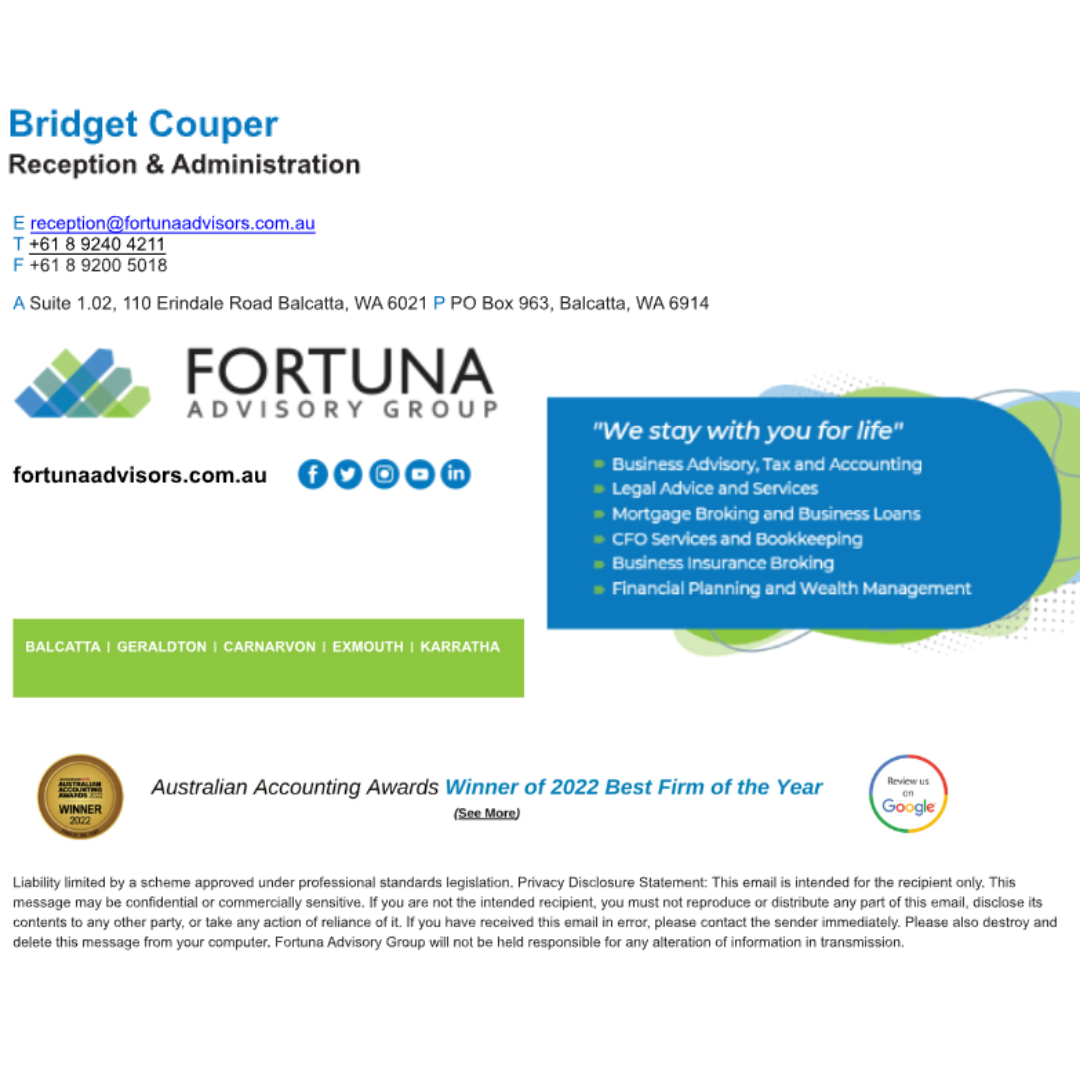 Bridget Couper
Reception & Administration
E reception@fortunaadvisors.com.au
T +61 8 9240 4211
F +61 8 9200 5018
A Suite 1.02, 110 Erindale Road Balcatta, WA 6021 P PO Box 963, Balcatta, WA 6914
FORTUNA
ADVISORY GROUP
fortunaadvisors.com.au
"We stay with you for life"
Business Advisory, Tax and Accounting
Legal Advice and Services
Mortgage Broking and Business Loans
CFO Services and Bookkeeping
Business Insurance Broking
Financial Planning and Wealth Management
BALCATTA | GERALDTON | CARNARVON | EXMOUTH | KARRATHA
AUSTRALIAN
ACCOUNTING
AWARDS 2022
WINNER
2022
Australian Accounting Awards Winner of 2022 Best Firm of the Year
(See More)
Review us
on
Google
Liability limited by a scheme approved under professional standards legislation. Privacy Disclosure Statement: This email is intended for the recipient only. This
message may be confidential or commercially sensitive. If you are not the intended recipient, you must not reproduce or distribute any part of this email, disclose its
contents to any other party, or take any action of reliance of it. If you have received this email in error, please contact the sender immediately. Please also destroy and
delete this message from your computer. Fortuna Advisory Group will not be held responsible for any alteration of information in transmission.